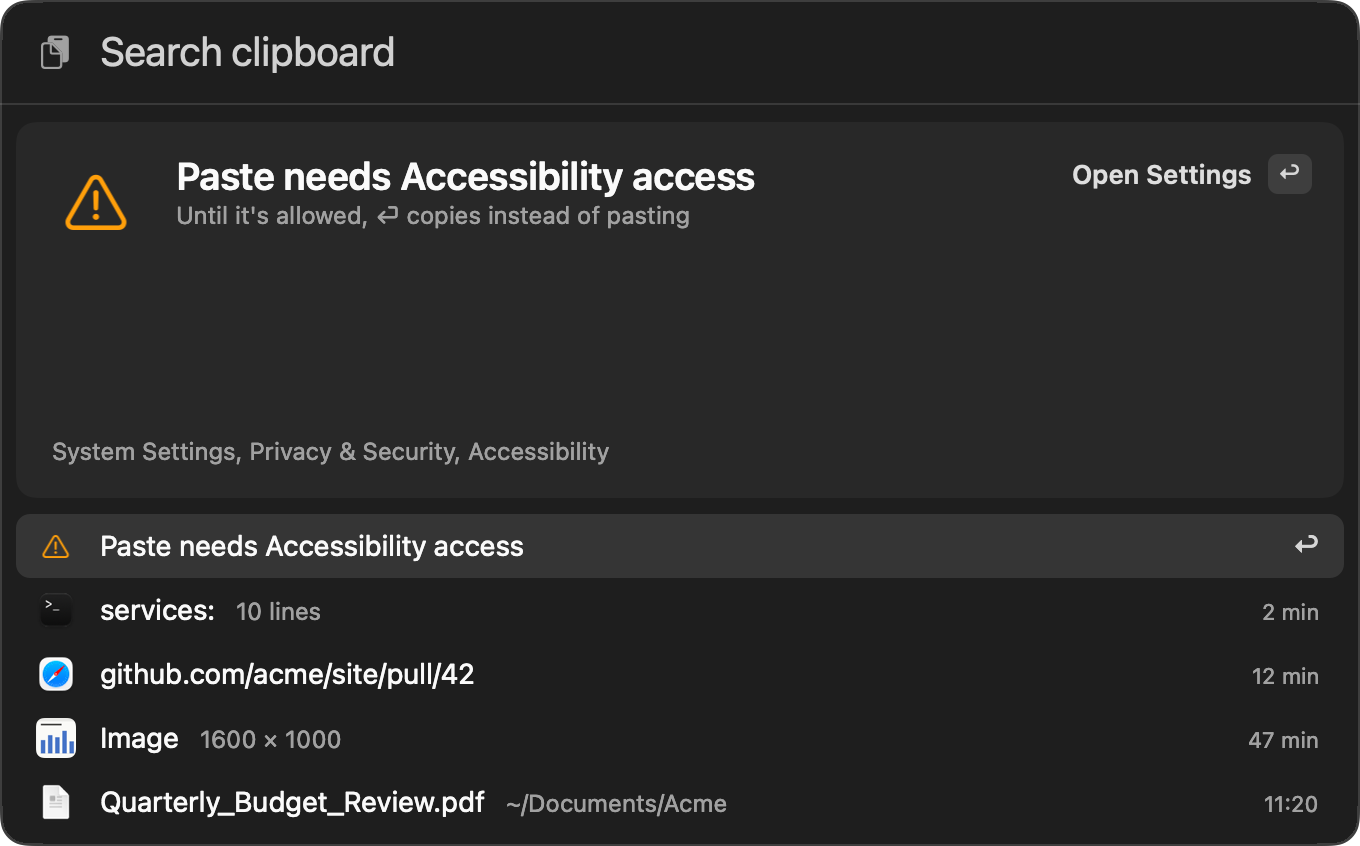 Search clipboard
Paste needs Accessibility access
Open Settings ↩
Until it's allowed, ↩ copies instead of pasting
System Settings, Privacy & Security, Accessibility
Paste needs Accessibility access ↩
>_ services: 10 lines 2 min
github.com/acme/site/pull/42 12 min
Image 1600 × 1000 47 min
Quarterly_Budget_Review.pdf ~/Documents/Acme 11:20